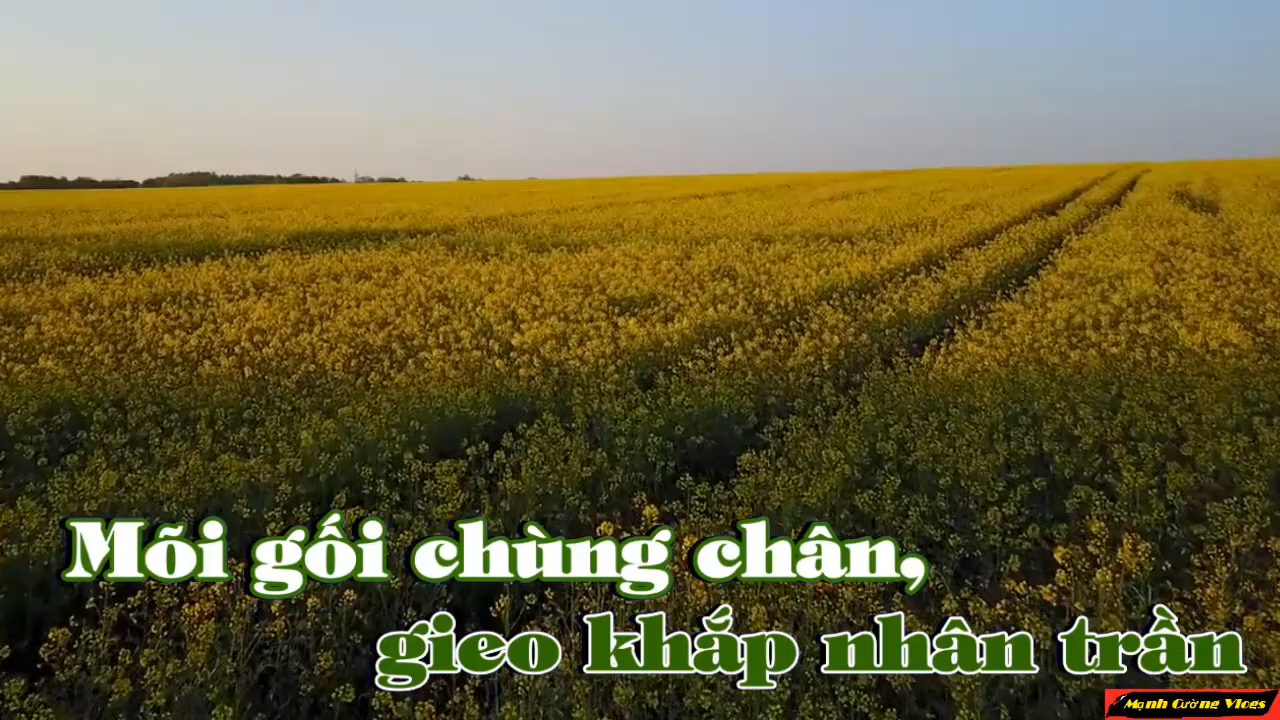 Mõi gối chùng chân,
gieo khắp nhân trần
Mạnh Cường Vlogs